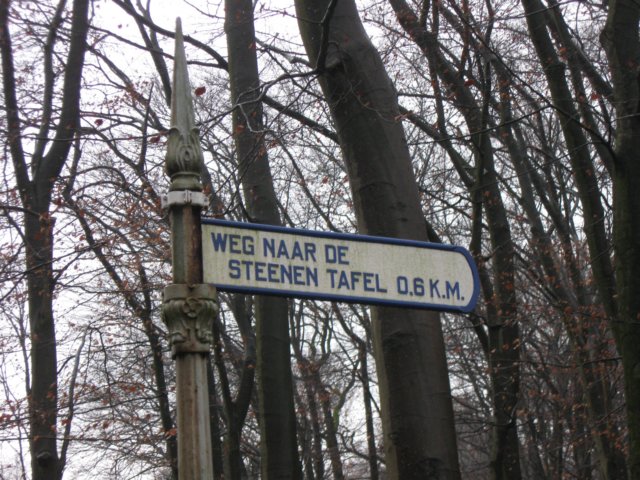 WEG NAAR DE
STEENEN TAFEL 0.6 K.M.